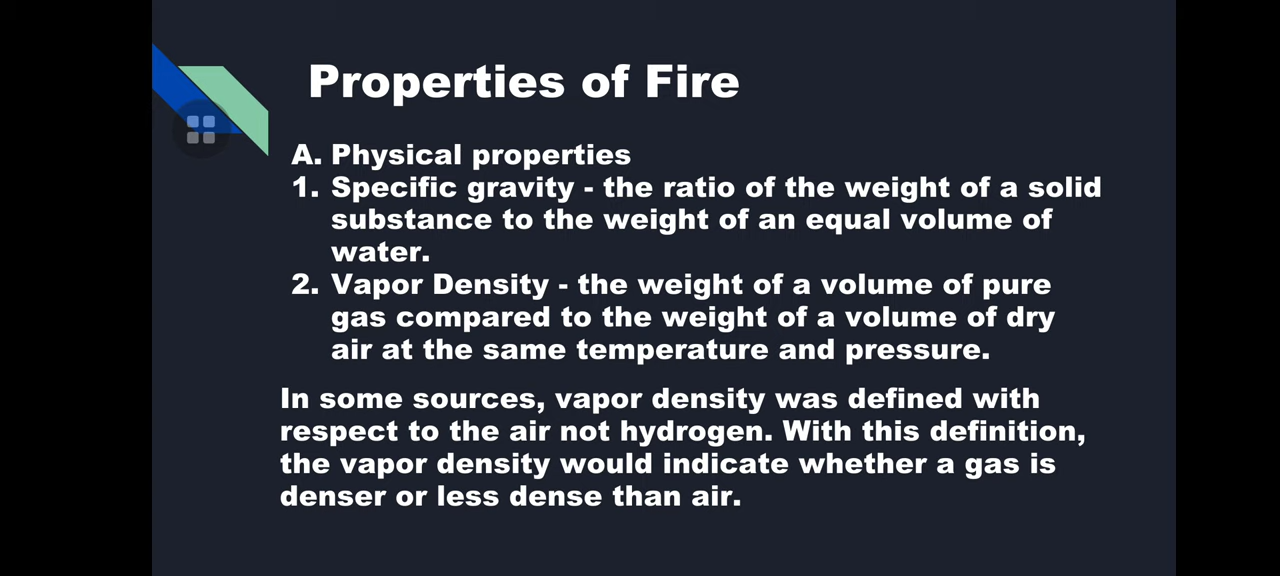 Properties of Fire
A. Physical properties
1. Specific gravity - the ratio of the weight of a solid
substance to the weight of an equal volume of
water.
2. Vapor Density - the weight of a volume of pure
gas compared to the weight of a volume of dry
air at the same temperature and pressure.
In some sources, vapor density was defined with
respect to the air not hydrogen. With this definition,
the vapor density would indicate whether a gas is
denser or less dense than air.